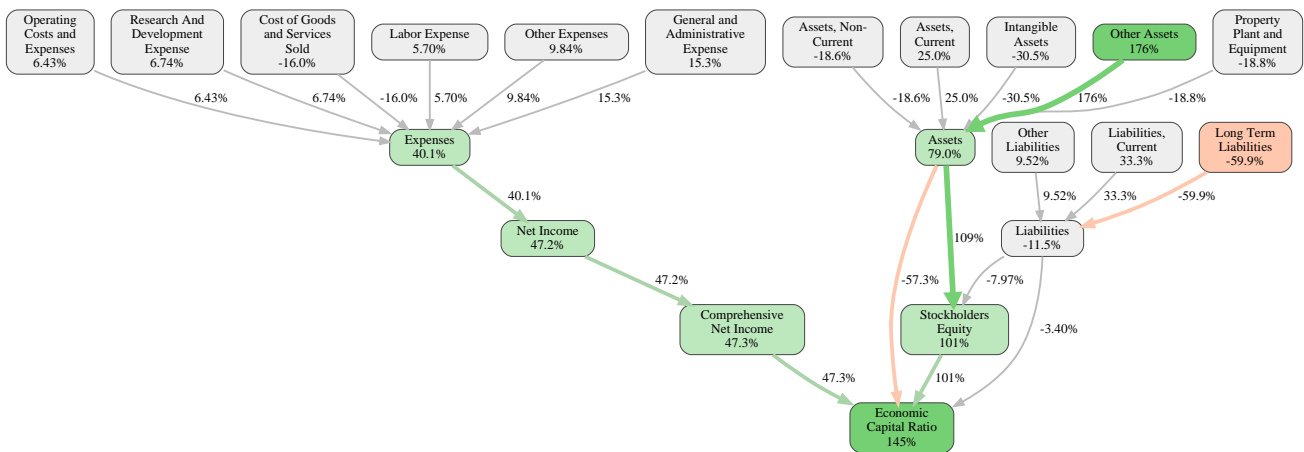 Operating
Costs and
Expenses
6.43%
Research And
Development
Expense
6.74%
Cost of Goods
and Services
Sold
-16.0%
Labor Expense
5.70%
Other Expenses
9.84%
General and
Administrative
Expense
15.3%
Assets, Non-
Current
-18.6%
Assets,
Current
25.0%
Intangible
Assets
-30.5%
Other Assets
176%
Property
Plant and
Equipment
-18.8%
6.43%
6.74%
-16.0%
5.70%
9.84%
15.3%
-18.6%
25.0%
-30.5%
176%
-18.8%
Expenses
40.1%
Assets
79.0%
Other
Liabilities
9.52%
Liabilities,
Current
33.3%
Long Term
Liabilities
-59.9%
40.1%
9.52%
33.3%
-59.9%
Net Income
47.2%
109%
Liabilities
-11.5%
47.2%
-57.3%
-7.97%
Comprehensive
Net Income
47.3%
Stockholders
Equity
101%
-3.40%
47.3%
101%
Economic
Capital Ratio
145%